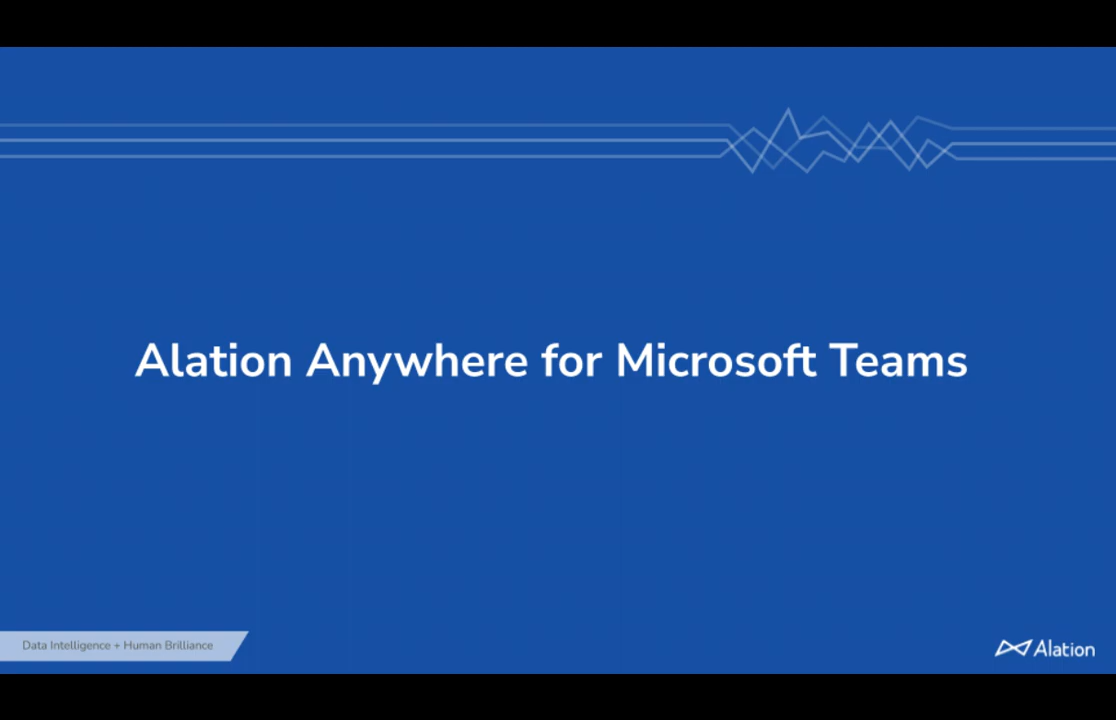 Alation Anywhere for Microsoft Teams
Data Intelligence + Human Brilliance
Alation